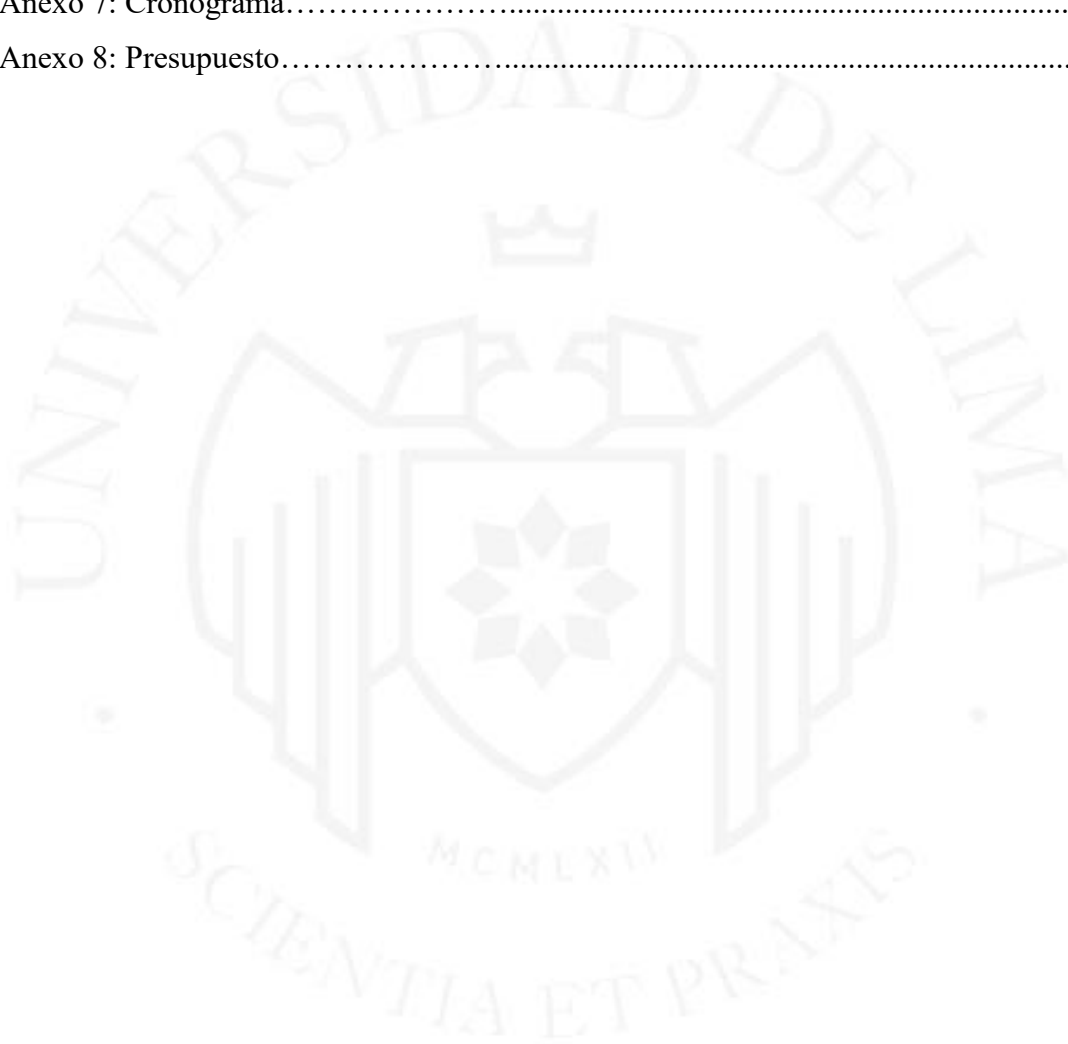 Anexo 7: Cronograma…………………......................................................................
Anexo 8: Presupuesto…………………......................................................................
UNIVERSIDAD DE LIMA
MCMLXII
SCIENTIA ET PRAXIS